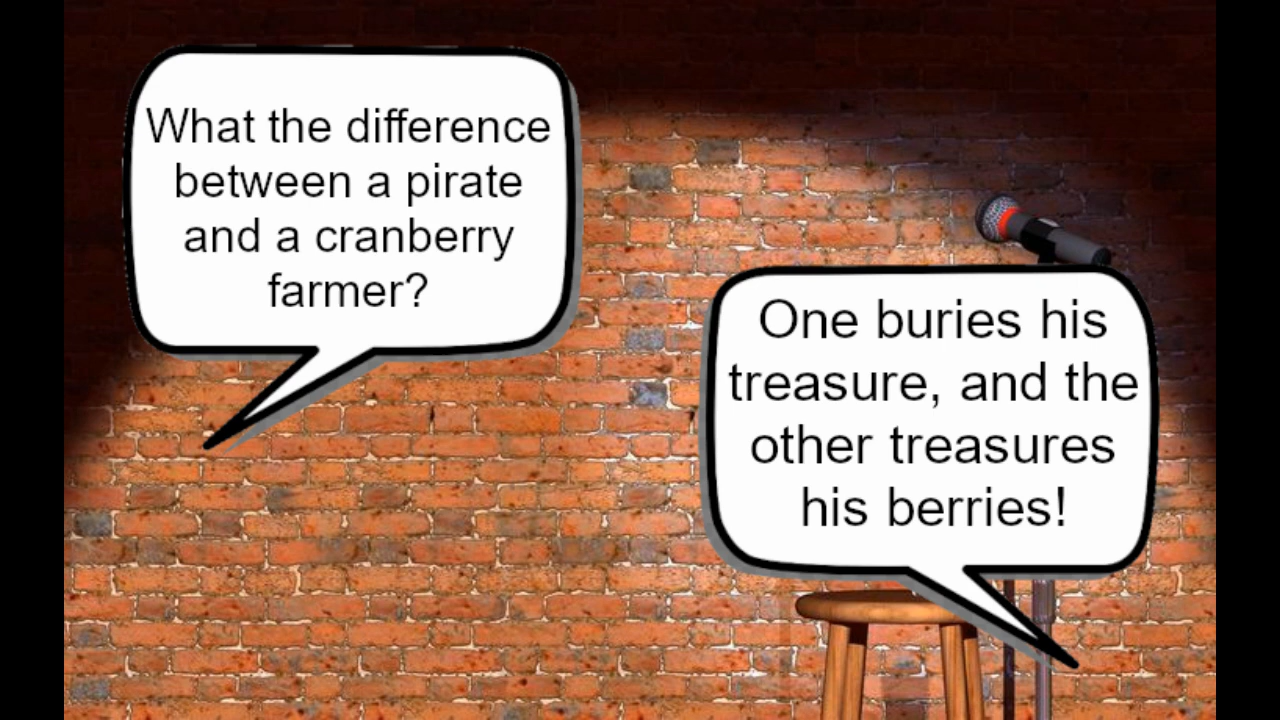 What the difference
between a pirate
and a cranberry
farmer?
One buries his
treasure, and the
other treasures
his berries!